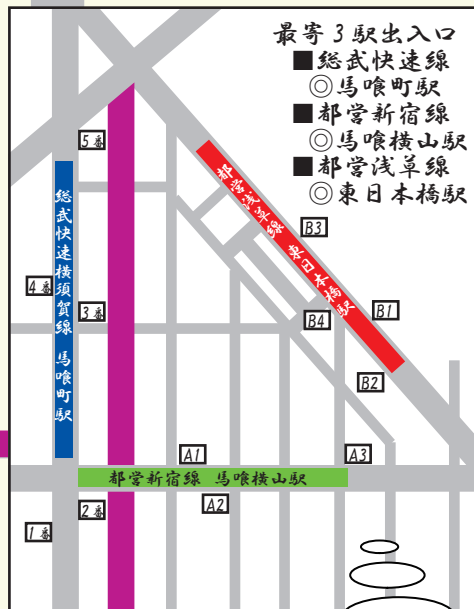 最寄3駅出入口
■総武快速線
◎馬喰町駅
■都営新宿線
◎馬喰横山駅
■都営浅草線
◎東日本橋駅
5番
都営浅草線 東日本橋駅
総武快速横須賀線 馬喰町駅
B3
4番
3番
B4
B1
B2
A1
A3
都営新宿線 馬喰横山駅
2番
A2
1番